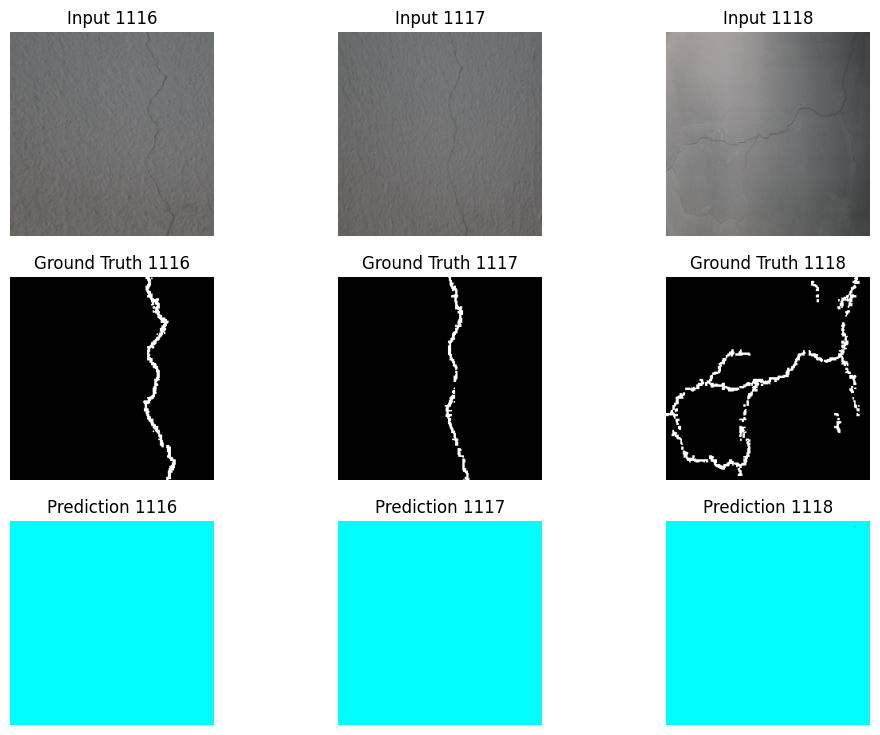 Input 1116
Input 1117
Input 1118
Ground Truth 1116
Ground Truth 1117
Ground Truth 1118
Prediction 1116
Prediction 1117
Prediction 1118